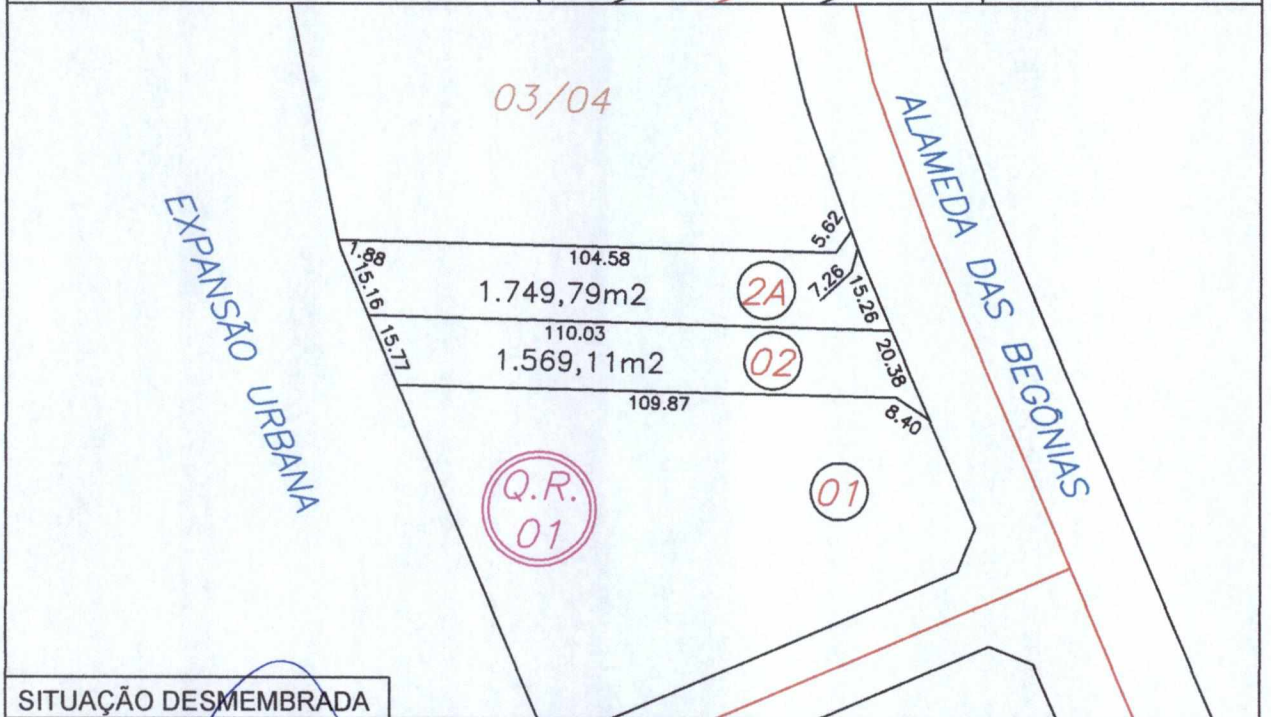 03/04
ALAMEDA DAS BEGÔNIAS
EXPANSÃO URBANA
5.62
1.88
104.58
15.16
1.749,79m2
2A
7.26
15.26
110.03
15.77
1.569,11m2
02
20.38
109.87
8.40
Q.R.
01
01
SITUAÇÃO DESMEMBRADA